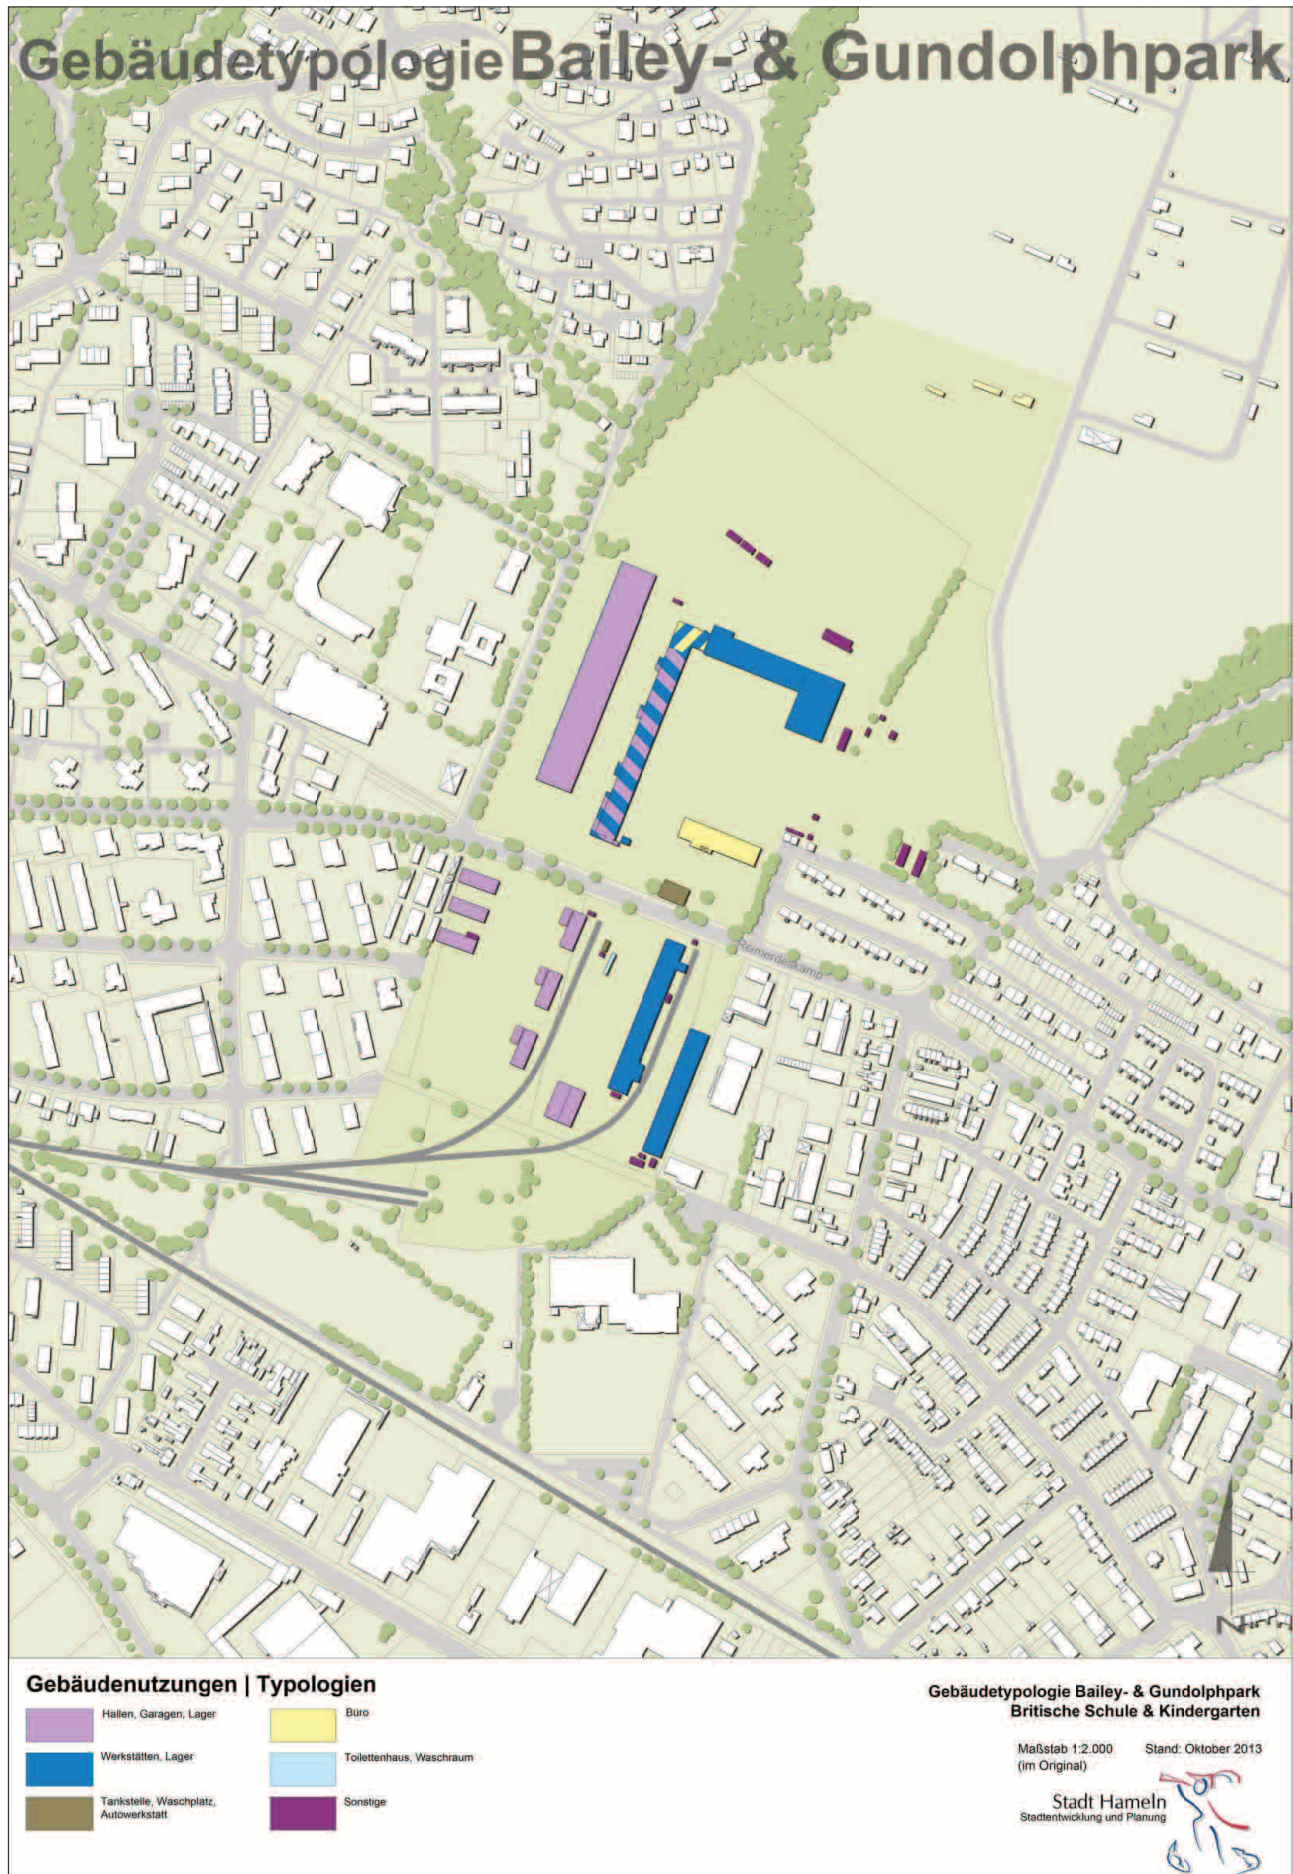 Gebäudetypologie Bailey- & Gundolphpark
Reimerdeskamp
N
Gebäudenutzungen | Typologien
Hallen, Garagen, Lager
Büro
Werkstätten, Lager
Toilettenhaus, Waschraum
Tankstelle, Waschplatz,
Autowerkstatt
Sonstige
Gebäudetypologie Bailey- & Gundolphpark
Britische Schule & Kindergarten
Maßstab 1:2.000 Stand: Oktober 2013
(im Original)
Stadt Hameln
Stadtentwicklung und Planung